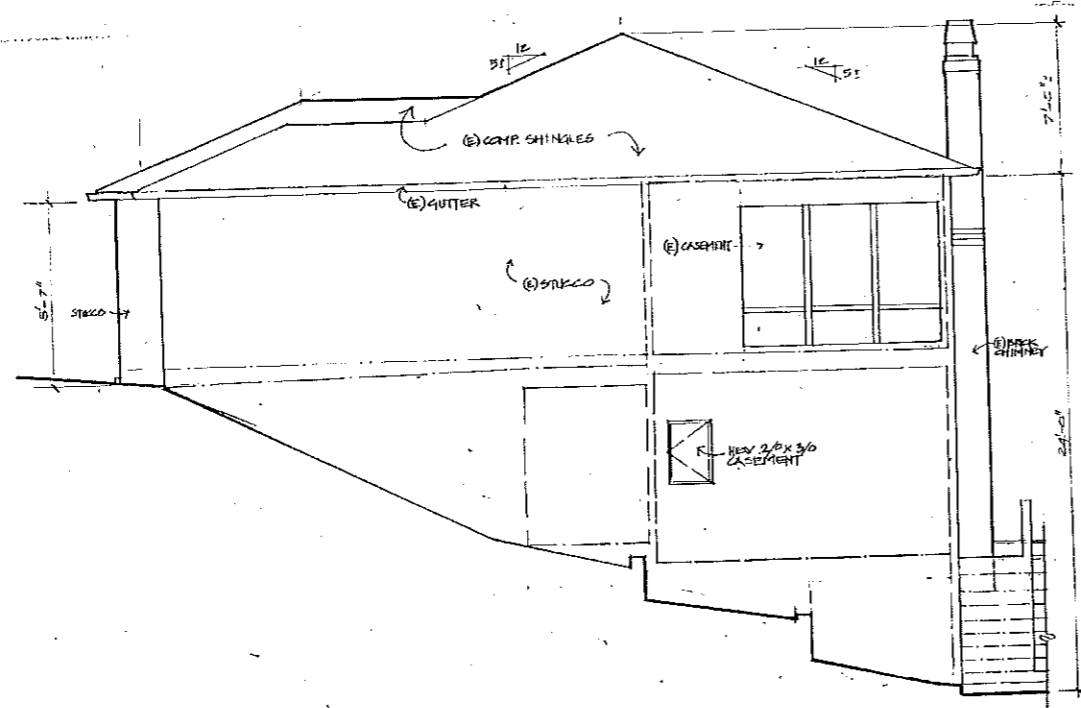 12
5±
12
5±
7'-5"±
(E) COMP. SHINGLES
(E) GUTTER
(E) CASEMENT
(E) STUCCO
8'-7"
STUCCO
(E) BRICK
CHIMNEY
24'-0"
NEW 2/0 x 3/0
CASEMENT